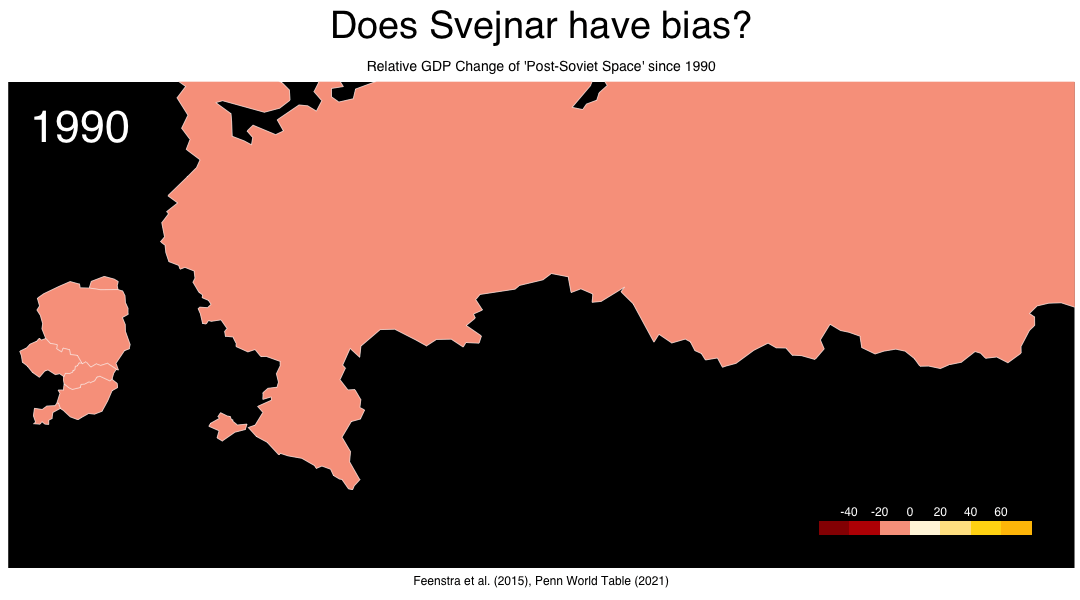 Does Svejnar have bias?
Relative GDP Change of 'Post-Soviet Space' since 1990
1990
-40 -20 0 20 40 60
Feenstra et al. (2015), Penn World Table (2021)